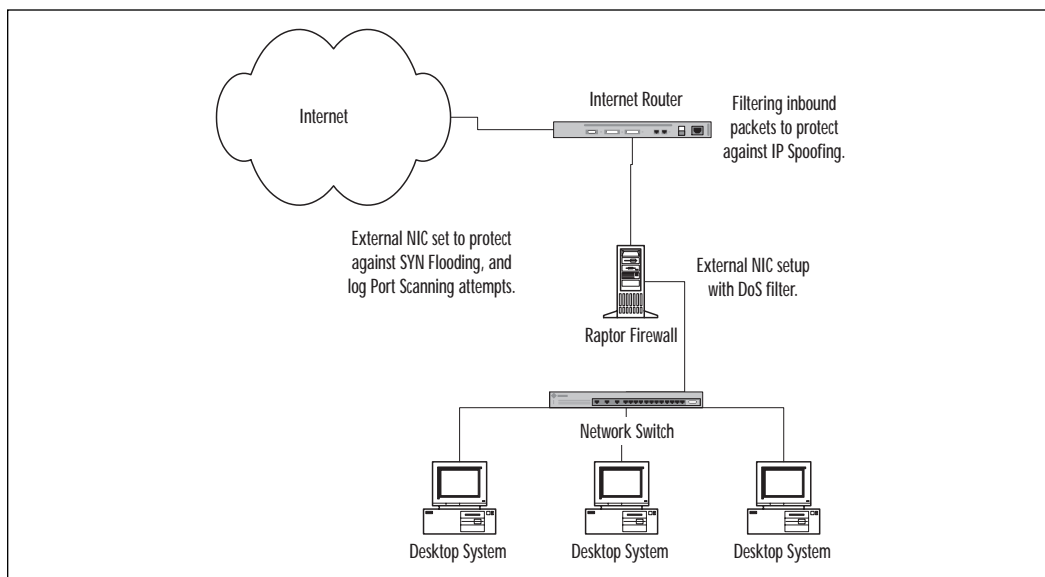 Internet
Internet Router
Filtering inbound
packets to protect
against IP Spoofing.
External NIC set to protect
against SYN Flooding, and
log Port Scanning attempts.
External NIC setup
with DoS filter.
Raptor Firewall
Network Switch
Desktop System
Desktop System
Desktop System